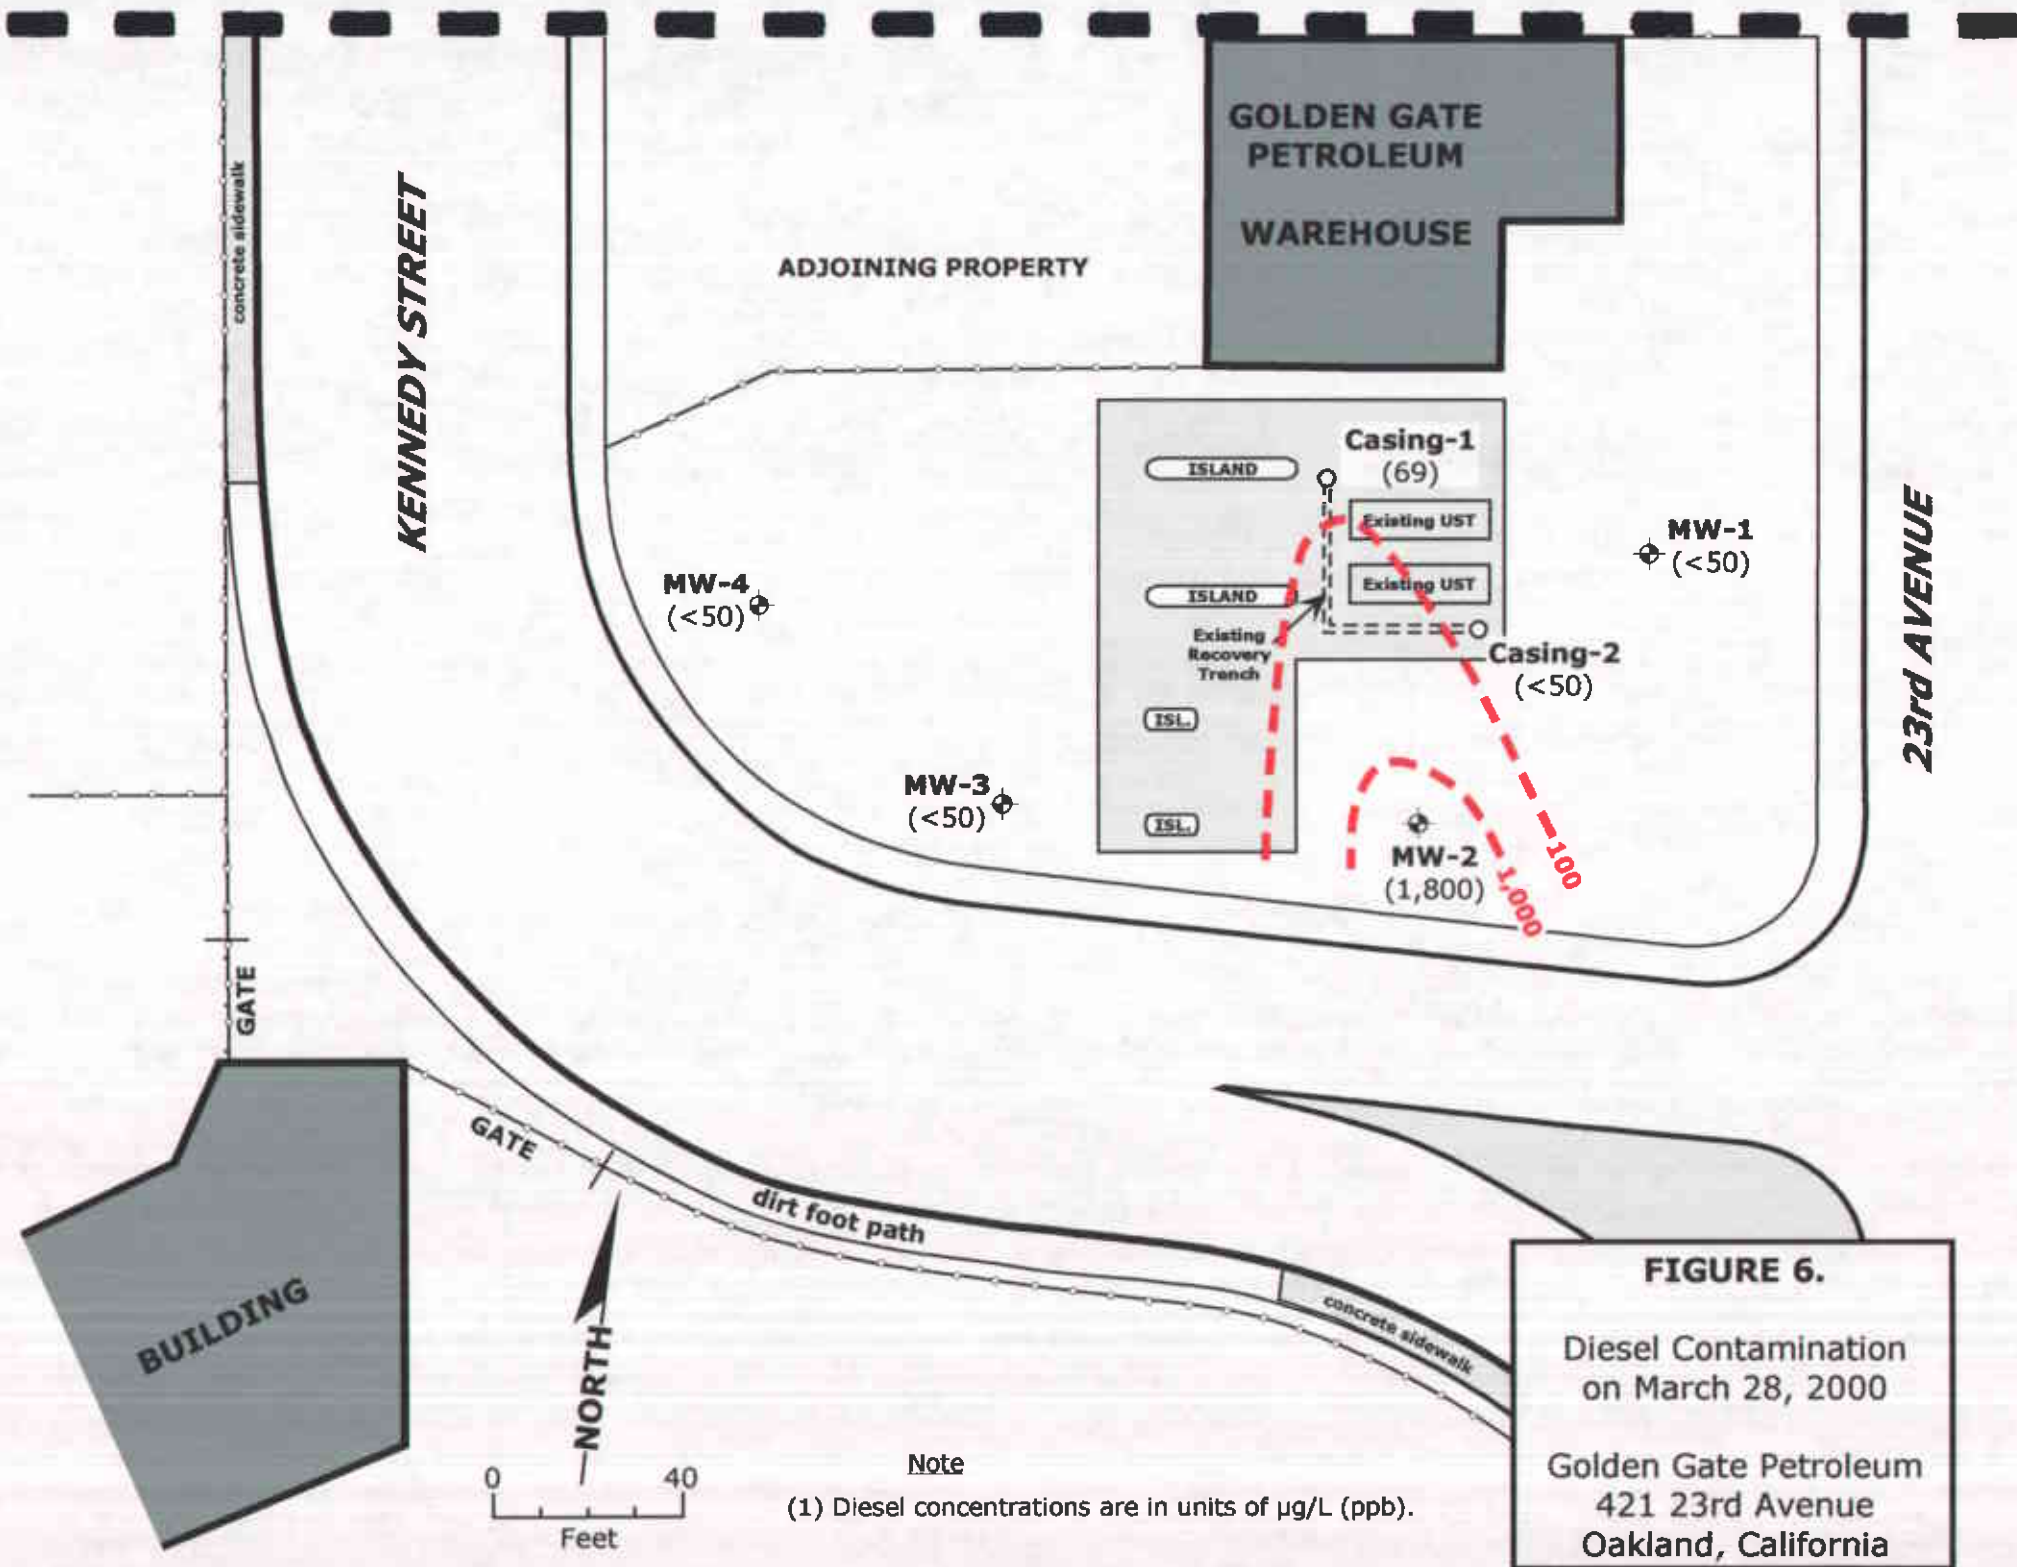 concrete sidewalk
KENNEDY STREET
GOLDEN GATE
PETROLEUM
WAREHOUSE
ADJOINING PROPERTY
Casing-1
(69)
ISLAND
Existing UST
MW-1
(<50)
23rd AVENUE
MW-4
(<50)
ISLAND
Existing UST
Existing
Recovery
Trench
Casing-2
(<50)
ISL.
MW-3
(<50)
ISL.
MW-2
(1,800)
1,000
100
GATE
GATE
dirt foot path
BUILDING
NORTH
concrete sidewalk
0 40
Feet
Note
(1) Diesel concentrations are in units of µg/L (ppb).
FIGURE 6.
Diesel Contamination
on March 28, 2000
Golden Gate Petroleum
421 23rd Avenue
Oakland, California